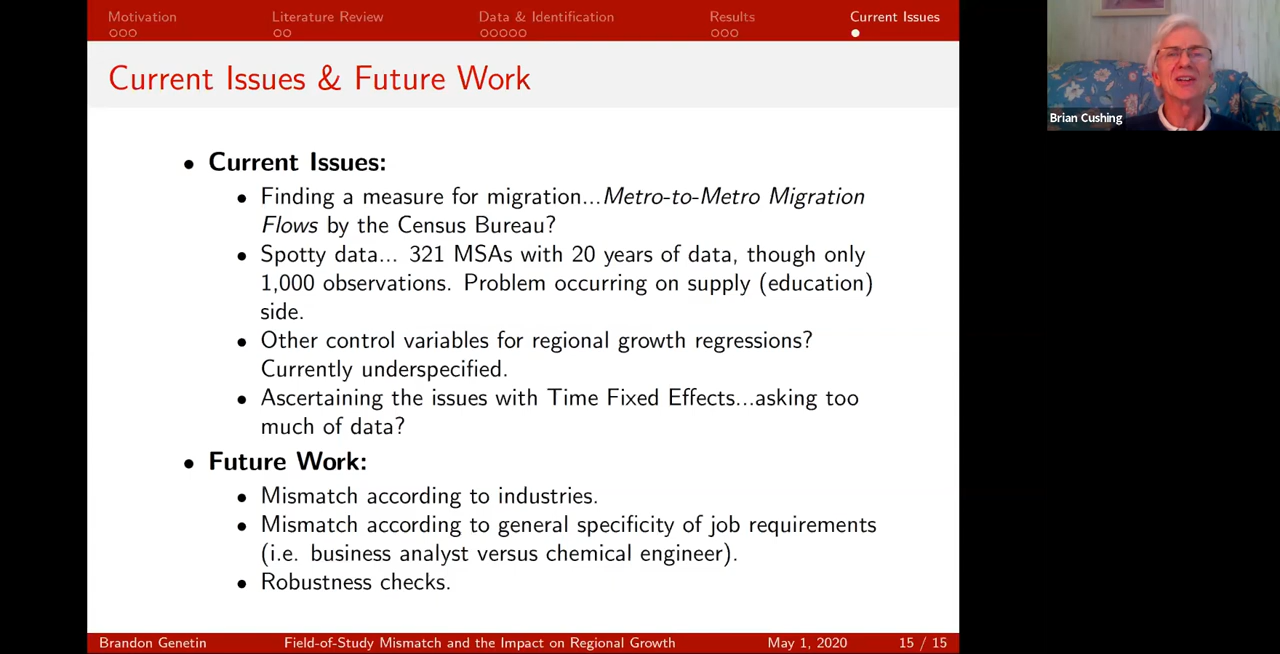 Motivation
Literature Review
Data & Identification
Results
Current Issues
Current Issues & Future Work
• Current Issues:
• Finding a measure for migration...Metro-to-Metro Migration
Flows by the Census Bureau?
• Spotty data... 321 MSAs with 20 years of data, though only
1,000 observations. Problem occurring on supply (education)
side.
• Other control variables for regional growth regressions?
Currently underspecified.
• Ascertaining the issues with Time Fixed Effects...asking too
much of data?
• Future Work:
• Mismatch according to industries.
• Mismatch according to general specificity of job requirements
(i.e. business analyst versus chemical engineer).
• Robustness checks.
Brandon Genetin
Field-of-Study Mismatch and the Impact on Regional Growth
May 1, 2020
15 / 15
Brian Cushing